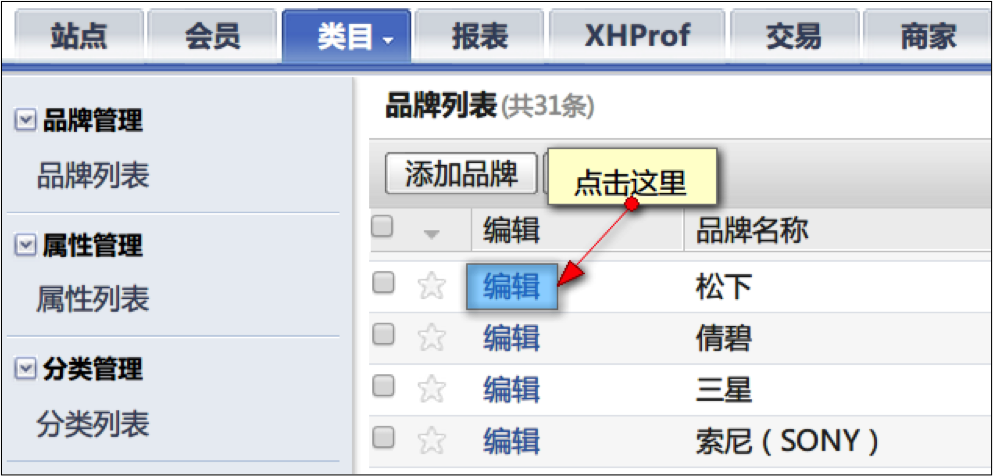 站点 会员 类目 报表 XHProf 交易 商家
品牌管理
品牌列表
属性管理
属性列表
分类管理
分类列表
品牌列表(共31条)
添加品牌
点击这里
编辑 品牌名称
编辑 松下
编辑 倩碧
编辑 三星
编辑 索尼（SONY）